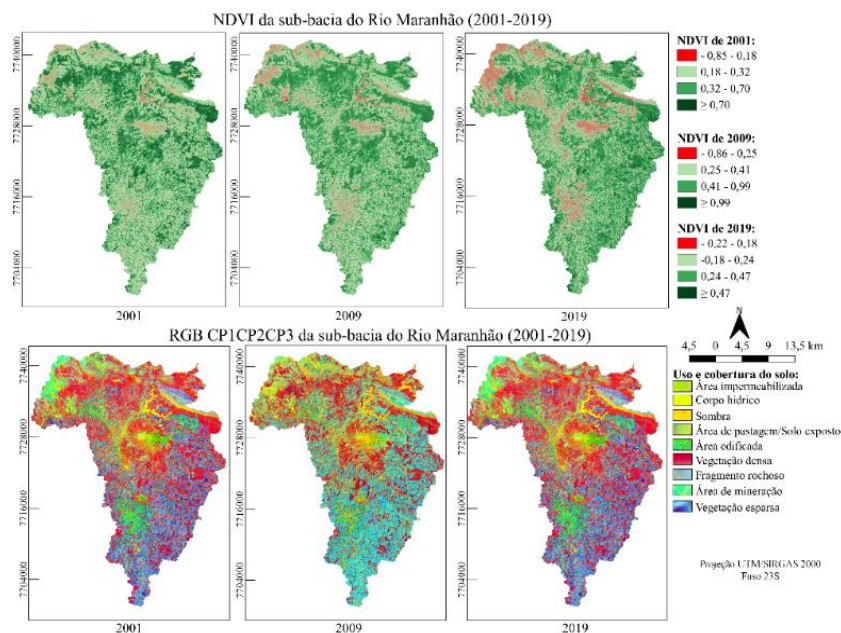 NDVI da sub-bacia do Rio Maranhão (2001-2019)
7740000
7728000
7716000
7704000
2001
7740000
7728000
7716000
7704000
2009
7740000
7728000
7716000
7704000
2019
NDVI de 2001:
- 0,85 - 0,18
0,18 - 0,32
0,32 - 0,70
≥ 0,70
NDVI de 2009:
- 0,86 - 0,25
0,25 - 0,41
0,41 - 0,99
≥ 0,99
NDVI de 2019:
- 0,22 - 0,18
-0,18 - 0,24
0,24 - 0,47
≥ 0,47
N
4,5 0 4,5 9 13,5 km
RGB CP1CP2CP3 da sub-bacia do Rio Maranhão (2001-2019)
7740000
7728000
7716000
7704000
2001
7740000
7728000
7716000
7704000
2009
7740000
7728000
7716000
7704000
2019
Uso e cobertura do solo:
Área impermeabilizada
Corpo hídrico
Sombra
Área de pastagem/Solo exposto
Área edificada
Vegetação densa
Fragmento rochoso
Área de mineração
Vegetação esparsa
Projeção UTM/SIRGAS 2000
Fuso 23S